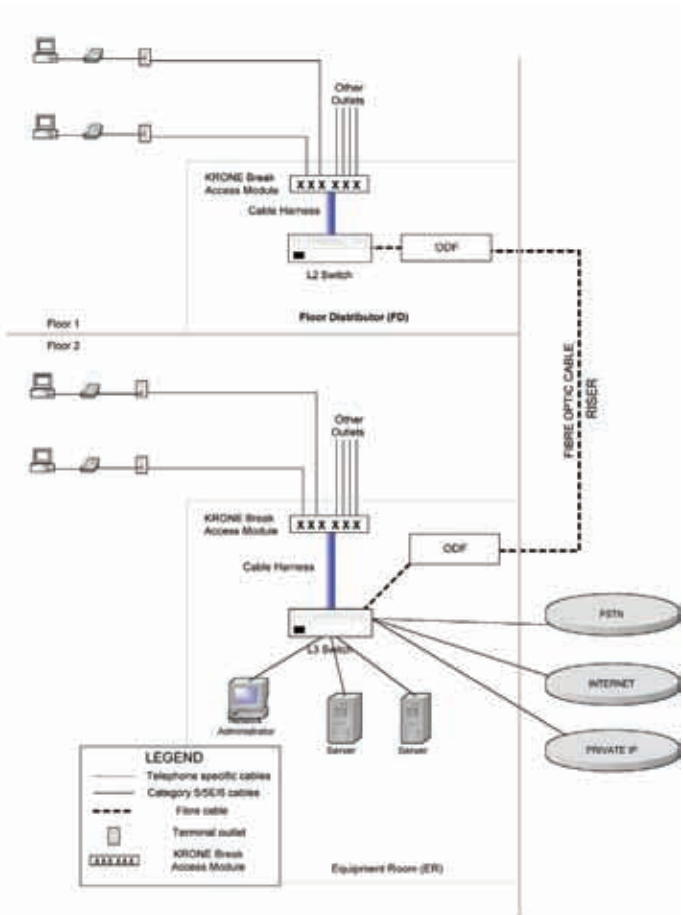 Other
Outlets
KRONE Break
Access Module
X X X X X X
Cable Harness
ODF
L2 Switch
Floor Distributor (FD)
Floor 1
Floor 2
FIBRE OPTIC CABLE
RISER
Other
Outlets
KRONE Break
Access Module
X X X X X X
Cable Harness
ODF
L3 Switch
PSTN
INTERNET
PRIVATE IP
Administrator
Server
Server
LEGEND
Telephone specific cables
Category 5/5E/6 cables
Fibre cable
Terminal outlet
XXX XXX
KRONE Break
Access Module
Equipment Room (ER)